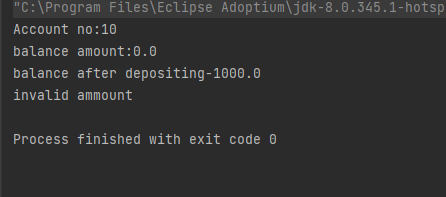 "C:\Program Files\Eclipse Adoptium\jdk-8.0.345.1-hotsp
Account no:10
balance amount:0.0
balance after depositing-1000.0
invalid ammount
Process finished with exit code 0